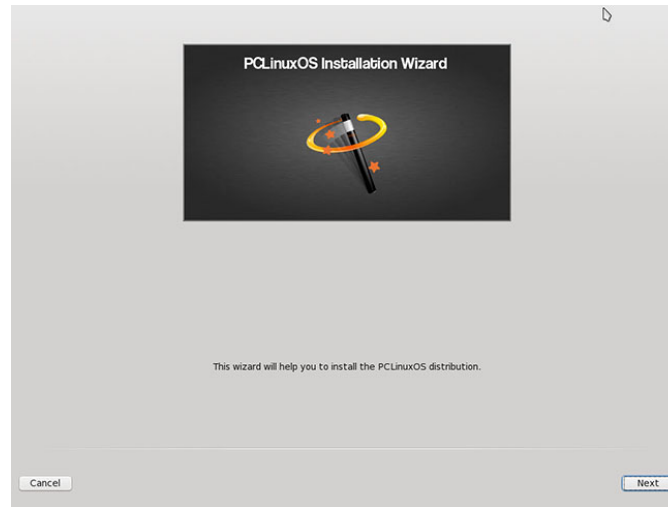 PCLinuxOS Installation Wizard
This wizard will help you to install the PCLinuxOS distribution.
Cancel
Next